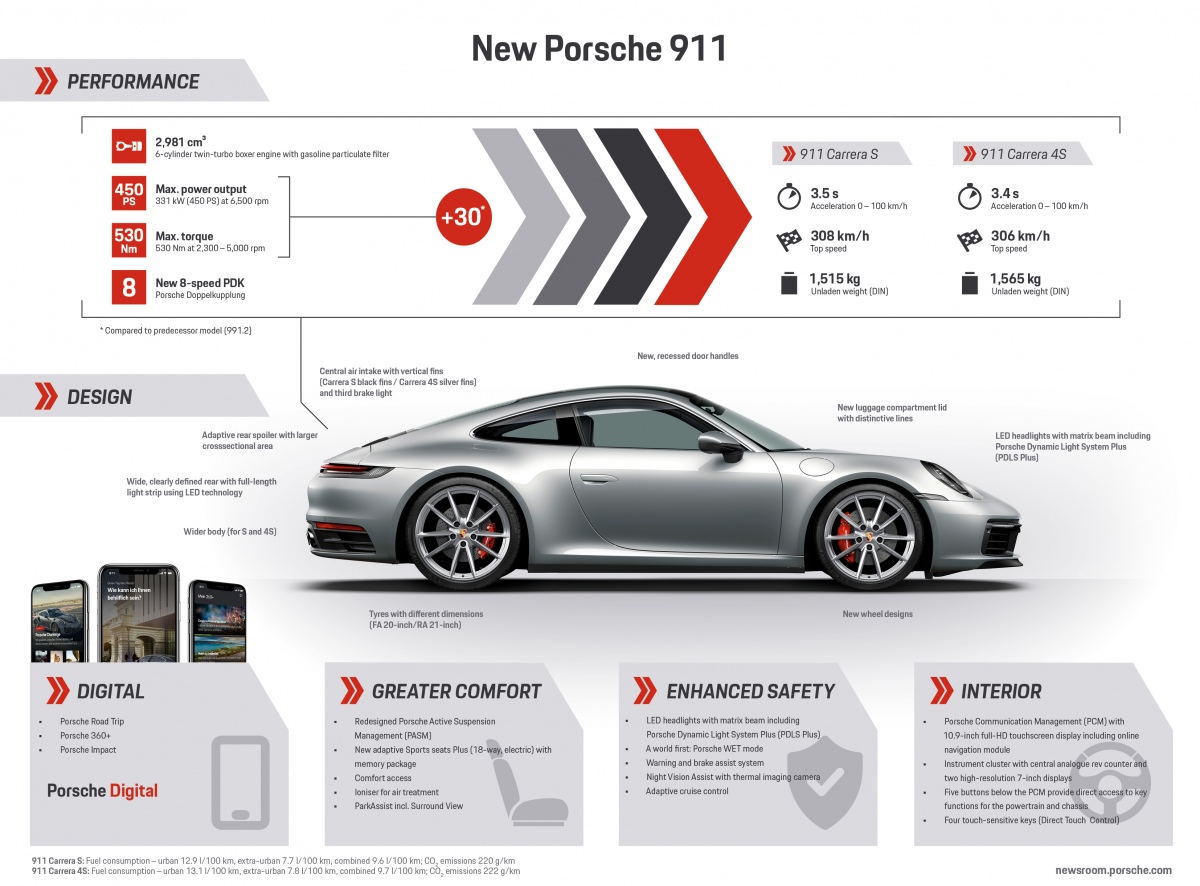 New Porsche 911
PERFORMANCE
2,981 cm³
6-cylinder twin-turbo boxer engine with gasoline particulate filter
450
PS
Max. power output
331 kW (450 PS) at 6,500 rpm
530
Nm
Max. torque
530 Nm at 2,300 – 5,000 rpm
8
New 8-speed PDK
Porsche Doppelkupplung
+30*
911 Carrera S
3.5 s
Acceleration 0 – 100 km/h
308 km/h
Top speed
1,515 kg
Unladen weight (DIN)
911 Carrera 4S
3.4 s
Acceleration 0 – 100 km/h
306 km/h
Top speed
1,565 kg
Unladen weight (DIN)
* Compared to predecessor model (991.2)
DESIGN
Central air intake with vertical fins
(Carrera S black fins / Carrera 4S silver fins)
and third brake light
New, recessed door handles
New luggage compartment lid
with distinctive lines
LED headlights with matrix beam including
Porsche Dynamic Light System Plus
(PDLS Plus)
Adaptive rear spoiler with larger
crosssectional area
Wide, clearly defined rear with full-length
light strip using LED technology
Wider body (for S and 4S)
Tyres with different dimensions
(FA 20-inch/RA 21-inch)
New wheel designs
Wie kann ich Ihnen
behilflich sein?
DIGITAL
• Porsche Road Trip
• Porsche 360+
• Porsche Impact
Porsche Digital
GREATER COMFORT
• Redesigned Porsche Active Suspension
Management (PASM)
• New adaptive Sports seats Plus (18-way, electric) with
memory package
• Comfort access
• Ioniser for air treatment
• ParkAssist incl. Surround View
ENHANCED SAFETY
• LED headlights with matrix beam including
Porsche Dynamic Light System Plus (PDLS Plus)
• A world first: Porsche WET mode
• Warning and brake assist system
• Night Vision Assist with thermal imaging camera
• Adaptive cruise control
INTERIOR
• Porsche Communication Management (PCM) with
10.9-inch full-HD touchscreen display including online
navigation module
• Instrument cluster with central analogue rev counter and
two high-resolution 7-inch displays
• Five buttons below the PCM provide direct access to key
functions for the powertrain and chassis
• Four touch-sensitive keys (Direct Touch Control)
911 Carrera S: Fuel consumption – urban 12.9 l/100 km, extra-urban 7.7 l/100 km, combined 9.6 l/100 km; CO₂ emissions 220 g/km
911 Carrera 4S: Fuel consumption – urban 13.1 l/100 km, extra-urban 7.8 l/100 km, combined 9.7 l/100 km; CO₂ emissions 222 g/km
newsroom.porsche.com